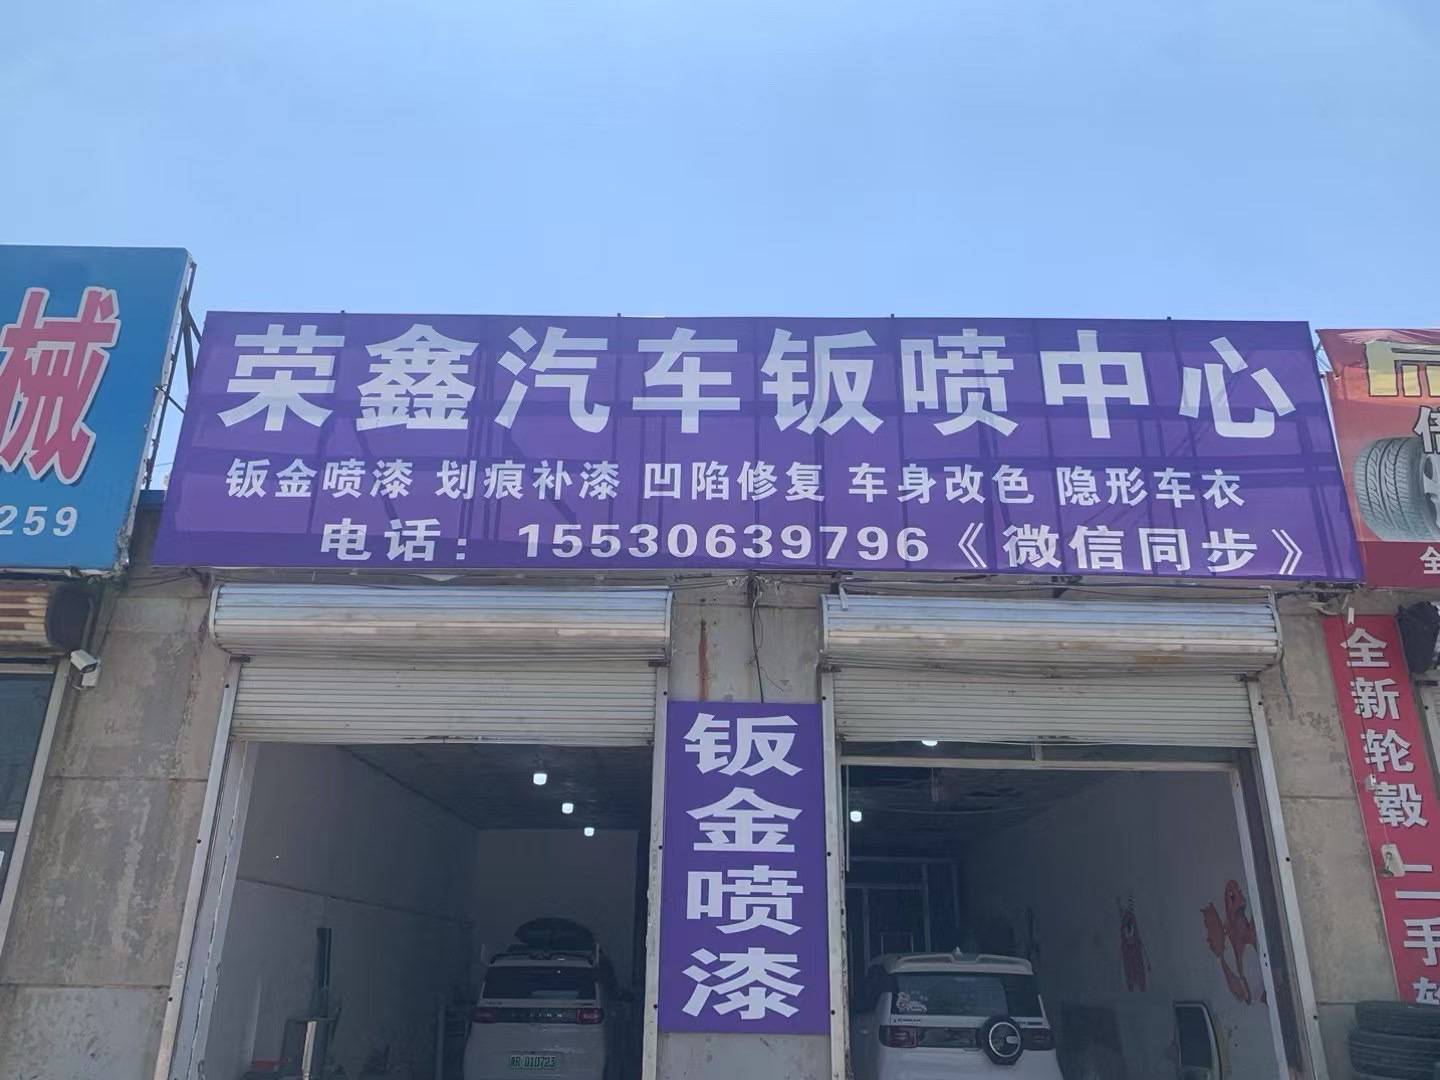 荣鑫汽车钣喷中心
钣金喷漆 划痕补漆 凹陷修复 车身改色 隐形车衣
电话：15530639796《微信同步》
钣金喷漆
械
259
全新轮毂二手轮